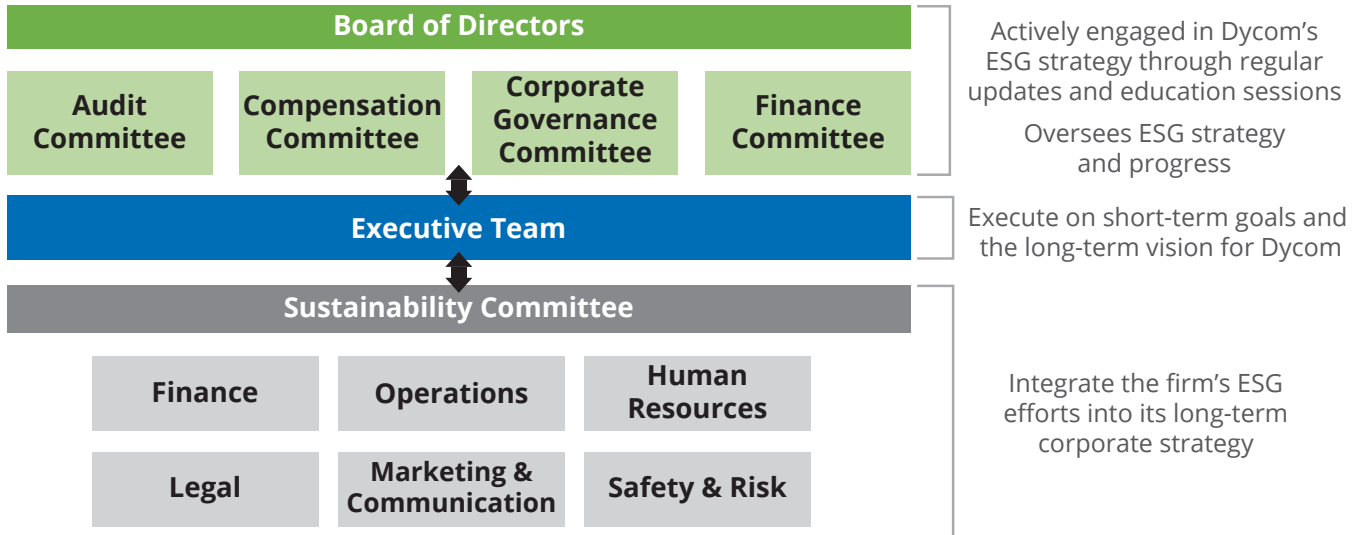 Board of Directors
Actively engaged in Dycom’s
ESG strategy through regular
updates and education sessions
Oversees ESG strategy
and progress
Audit
Committee
Compensation
Committee
Corporate
Governance
Committee
Finance
Committee
Executive Team
Execute on short-term goals and
the long-term vision for Dycom
Sustainability Committee
Integrate the firm’s ESG
efforts into its long-term
corporate strategy
Finance
Operations
Human
Resources
Legal
Marketing &
Communication
Safety & Risk